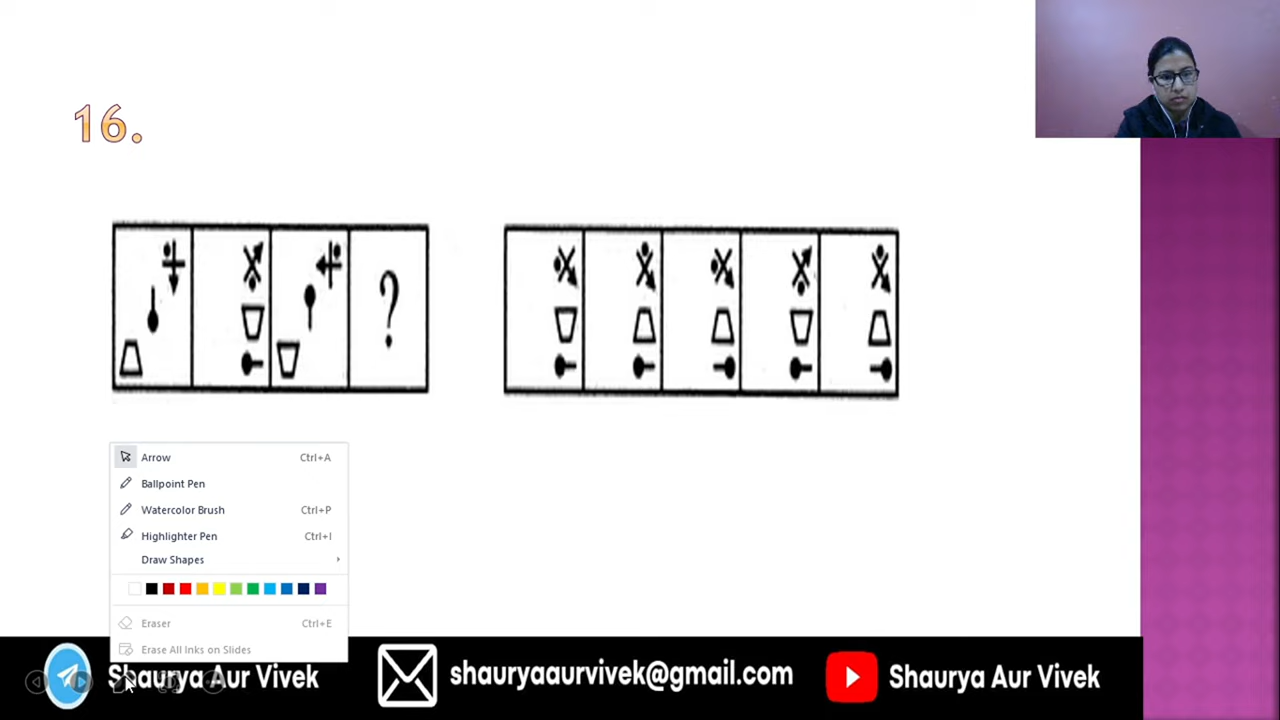 16.
?
Arrow Ctrl+A
Ballpoint Pen
Watercolor Brush Ctrl+P
Highlighter Pen Ctrl+I
Draw Shapes
Eraser Ctrl+E
Erase All Inks on Slides
Shaurya Aur Vivek
shauryaaurvivek@gmail.com
Shaurya Aur Vivek